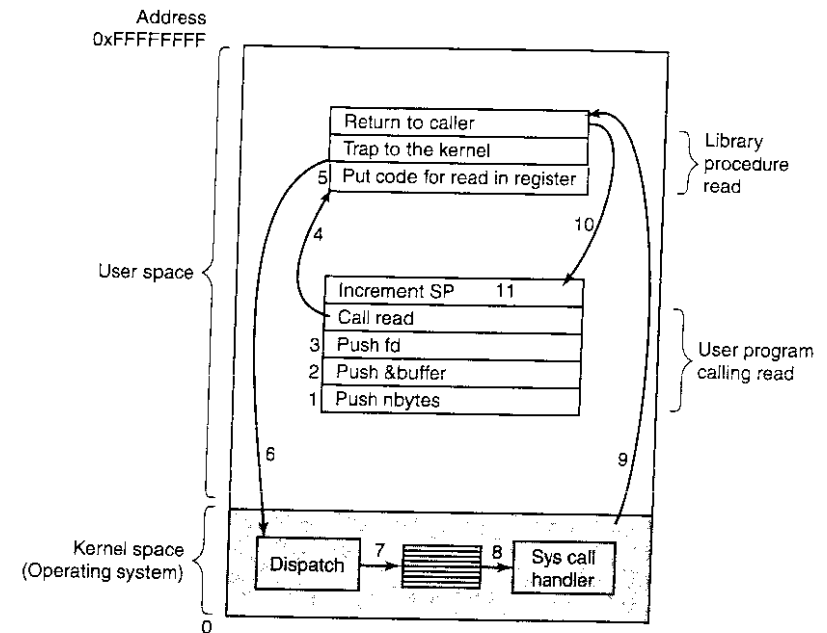 Address
0xFFFFFFFF
Return to caller
Trap to the kernel
5 Put code for read in register
Library
procedure
read
4
10
User space
Increment SP 11
Call read
3 Push fd
2 Push &buffer
1 Push nbytes
User program
calling read
6
9
Kernel space
(Operating system)
Dispatch
7
8
Sys call
handler
0